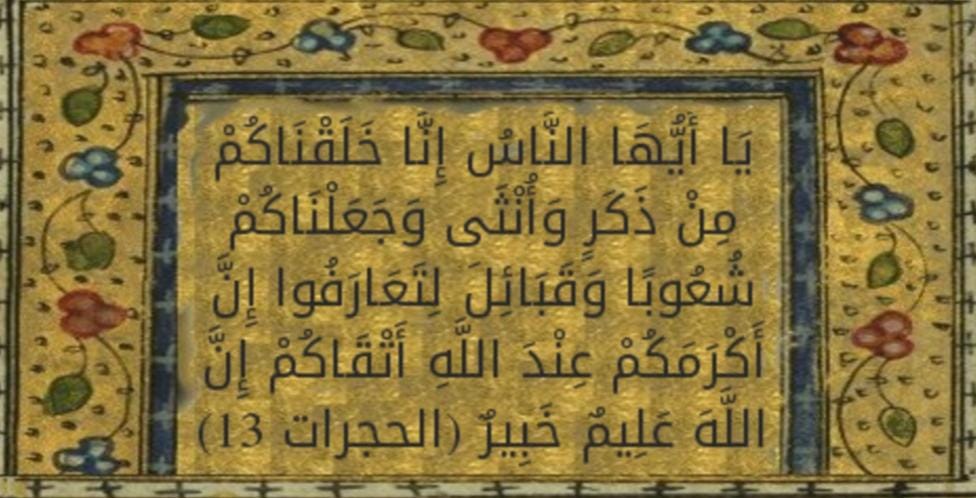 يَا أَيُّهَا النَّاسُ إِنَّا خَلَقْنَاكُمْ
مِنْ ذَكَرٍ وَأُنْثَى وَجَعَلْنَاكُمْ
شُعُوبًا وَقَبَائِلَ لِتَعَارَفُوا إِنَّ
أَكْرَمَكُمْ عِنْدَ اللَّهِ أَتْقَاكُمْ إِنَّ
اللَّهَ عَلِيمٌ خَبِيرٌ (الحجرات 13)